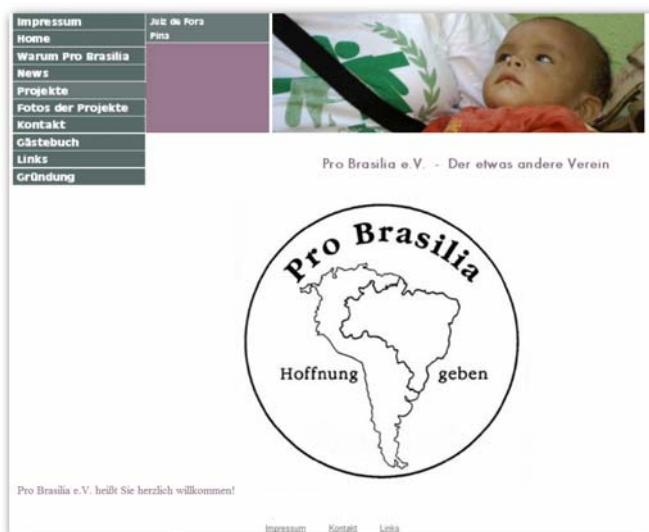 Impressum
Home
Warum Pro Brasilia
News
Projekte
Fotos der Projekte
Kontakt
Gästebuch
Links
Gründung
Juiz de Fora
Pina
Pro Brasilia e.V. - Der etwas andere Verein
Pro Brasilia
Hoffnung geben
Pro Brasilia e.V. heißt Sie herzlich willkommen!
Impressum Kontakt Links